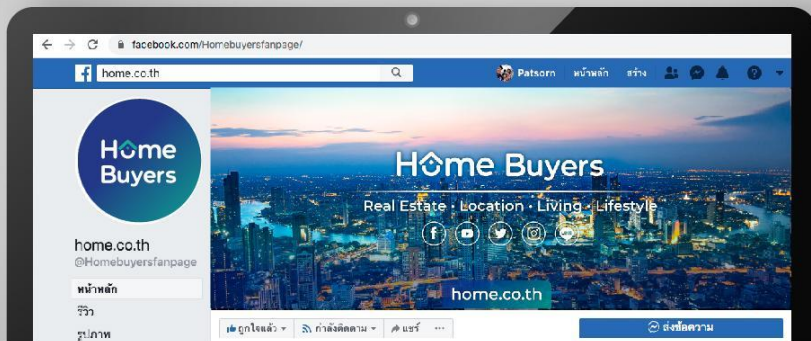 facebook.com/Homebuyersfanpage/
home.co.th
Patsorn หน้าหลัก สร้าง
Home
Buyers
Home Buyers
Real Estate · Location · Living · Lifestyle
home.co.th
home.co.th
@Homebuyersfanpage
หน้าหลัก
รีวิว
รูปภาพ
ถูกใจแล้ว กำลังติดตาม แชร์ ...
ส่งข้อความ